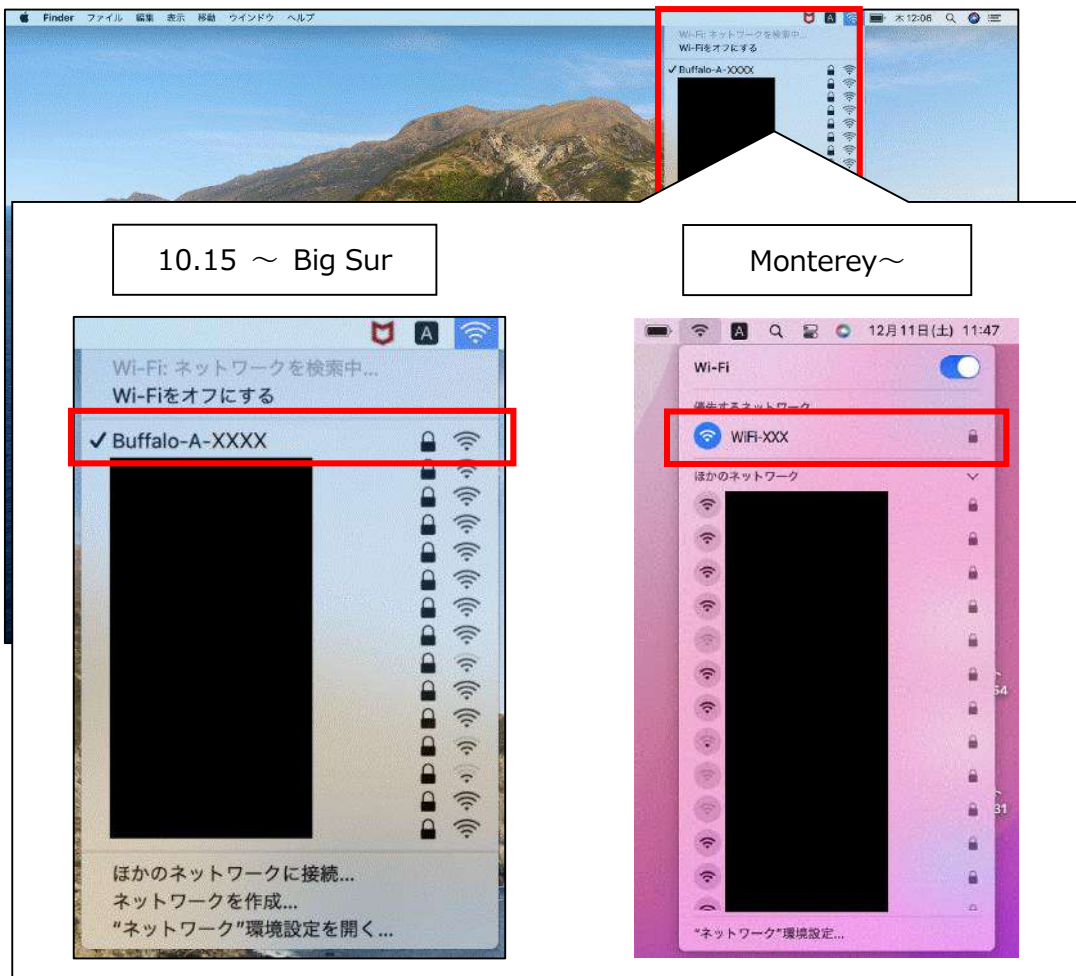 Finder ファイル 編集 表示 移動 ウインドウ ヘルプ
A 木12:06
Wi-Fi: ネットワークを検索中...
Wi-Fiをオフにする
✓ Buffalo-A-XXXX
10.15 ～ Big Sur
A
Wi-Fi: ネットワークを検索中...
Wi-Fiをオフにする
✓ Buffalo-A-XXXX
ほかのネットワークに接続...
ネットワークを作成...
“ネットワーク”環境設定を開く...
Monterey～
A 12月11日(土) 11:47
Wi-Fi
優先するネットワーク
WiFi-XXX
ほかのネットワーク
54
31
“ネットワーク”環境設定...